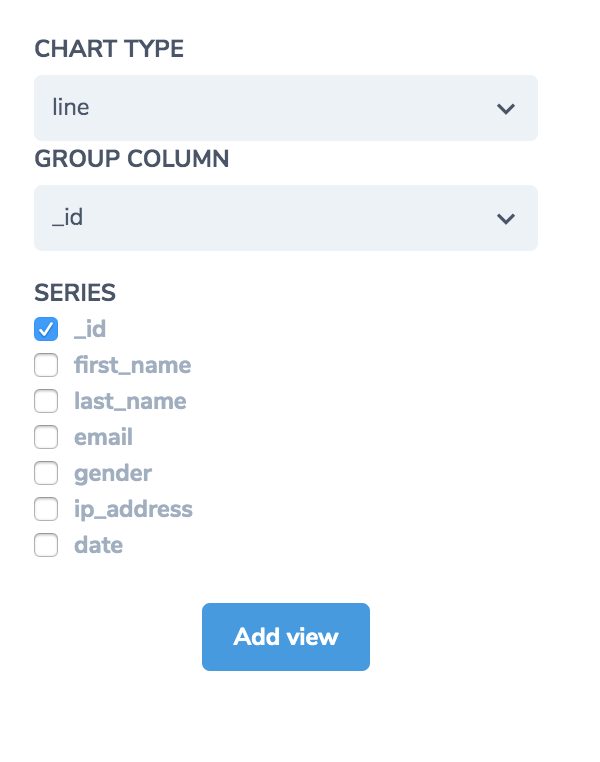 CHART TYPE
line
GROUP COLUMN
_id
SERIES
_id
first_name
last_name
email
gender
ip_address
date
Add view